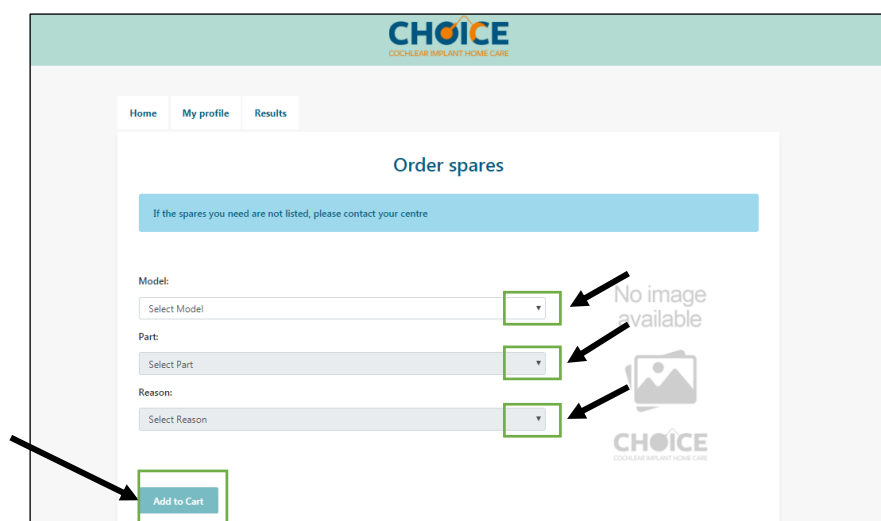 CHOICE
COCHLEAR IMPLANT HOME CARE
Home My profile Results
Order spares
If the spares you need are not listed, please contact your centre
Model:
Select Model
Part:
Select Part
Reason:
Select Reason
No image
available
CHOICE
COCHLEAR IMPLANT HOME CARE
Add to Cart